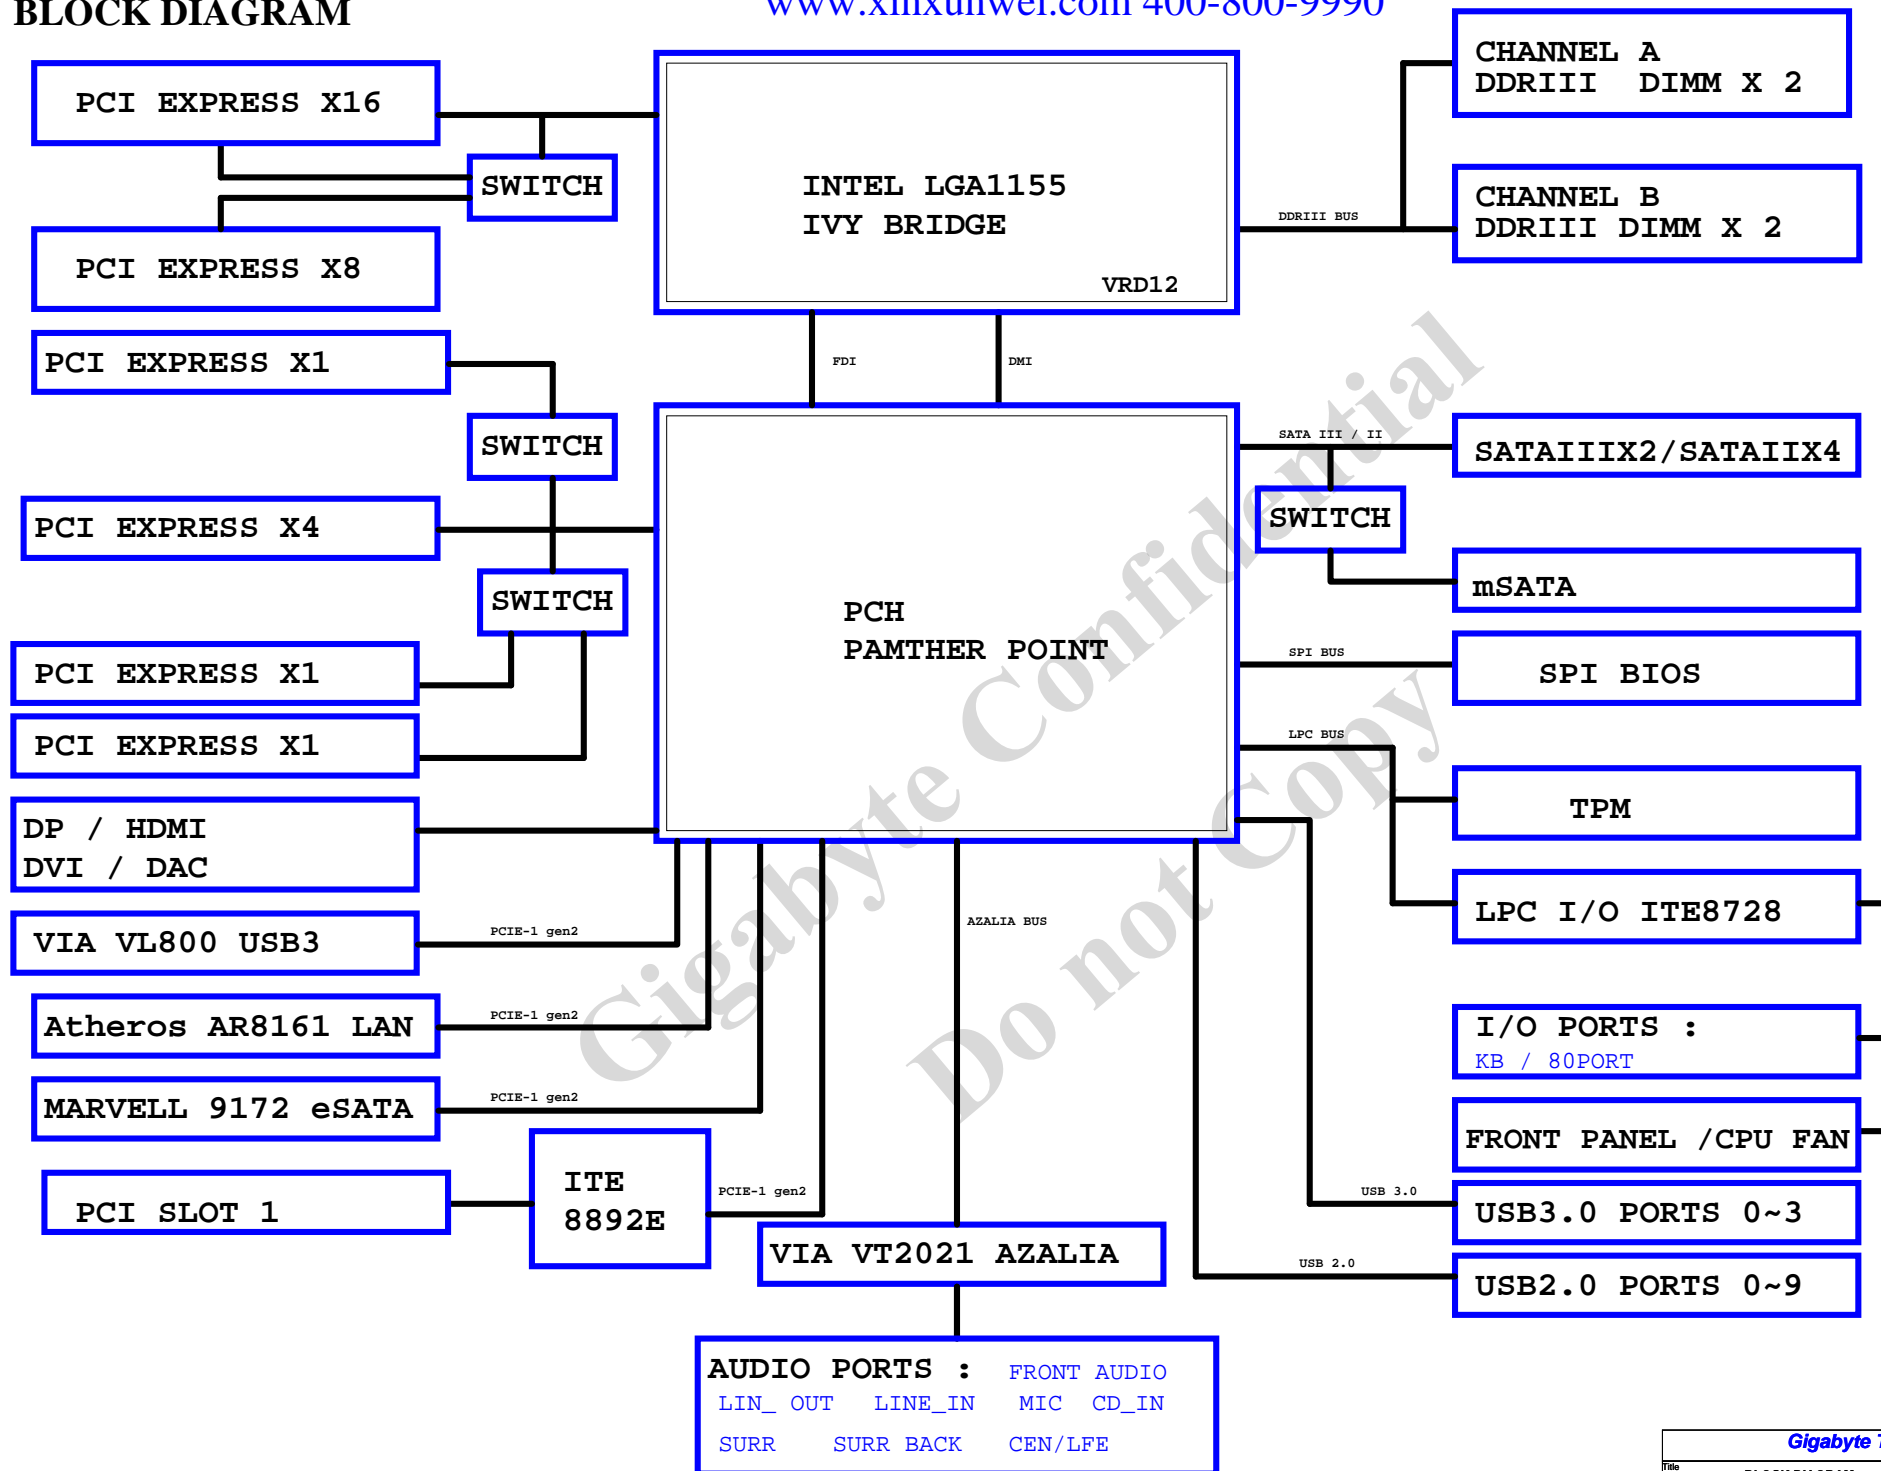 BLOCK DIAGRAM
www.xinxunwei.com 400-800-9990
PCI EXPRESS X16
SWITCH
PCI EXPRESS X8
INTEL LGA1155
IVY BRIDGE
VRD12
DDRIII BUS
CHANNEL A
DDRIII DIMM X 2
CHANNEL B
DDRIII DIMM X 2
PCI EXPRESS X1
FDI
DMI
SWITCH
PCI EXPRESS X4
SWITCH
PCI EXPRESS X1
PCI EXPRESS X1
PCH
PAMTHER POINT
SATA III / II
SATAIIIX2/SATAIIX4
SWITCH
mSATA
SPI BUS
SPI BIOS
LPC BUS
TPM
LPC I/O ITE8728
DP / HDMI
DVI / DAC
VIA VL800 USB3
PCIE-1 gen2
AZALIA BUS
Atheros AR8161 LAN
PCIE-1 gen2
MARVELL 9172 eSATA
PCIE-1 gen2
PCI SLOT 1
ITE
8892E
PCIE-1 gen2
VIA VT2021 AZALIA
I/O PORTS :
KB / 80PORT
FRONT PANEL /CPU FAN
USB 3.0
USB3.0 PORTS 0~3
USB 2.0
USB2.0 PORTS 0~9
AUDIO PORTS : FRONT AUDIO
LIN_ OUT LINE_IN MIC CD_IN
SURR SURR BACK CEN/LFE
Gigabyte Confidential
Do not Copy
Gigabyte
Title